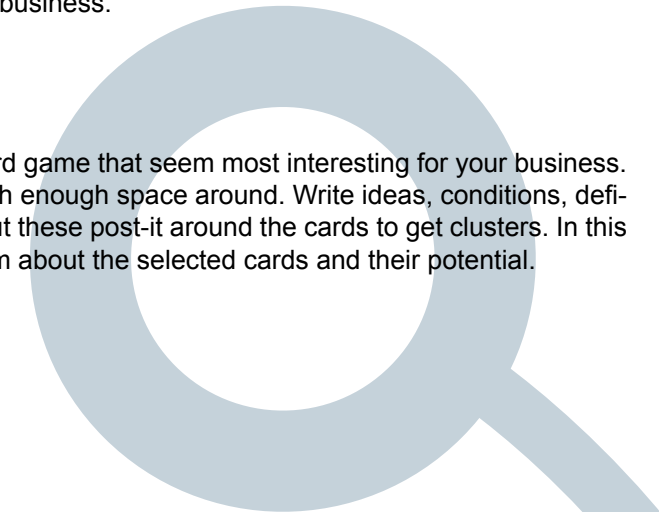 business.
rd game that seem most interesting for your business.
h enough space around. Write ideas, conditions, defi-
ut these post-it around the cards to get clusters. In this
m about the selected cards and their potential.